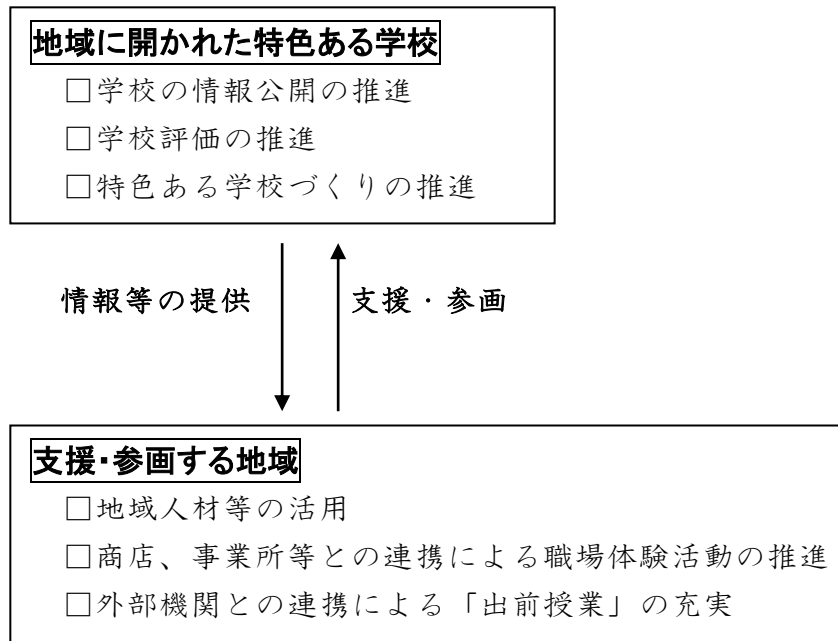 地域に開かれた特色ある学校
□学校の情報公開の推進
□学校評価の推進
□特色ある学校づくりの推進
情報等の提供
支援・参画
支援・参画する地域
□地域人材等の活用
□商店、事業所等との連携による職場体験活動の推進
□外部機関との連携による「出前授業」の充実